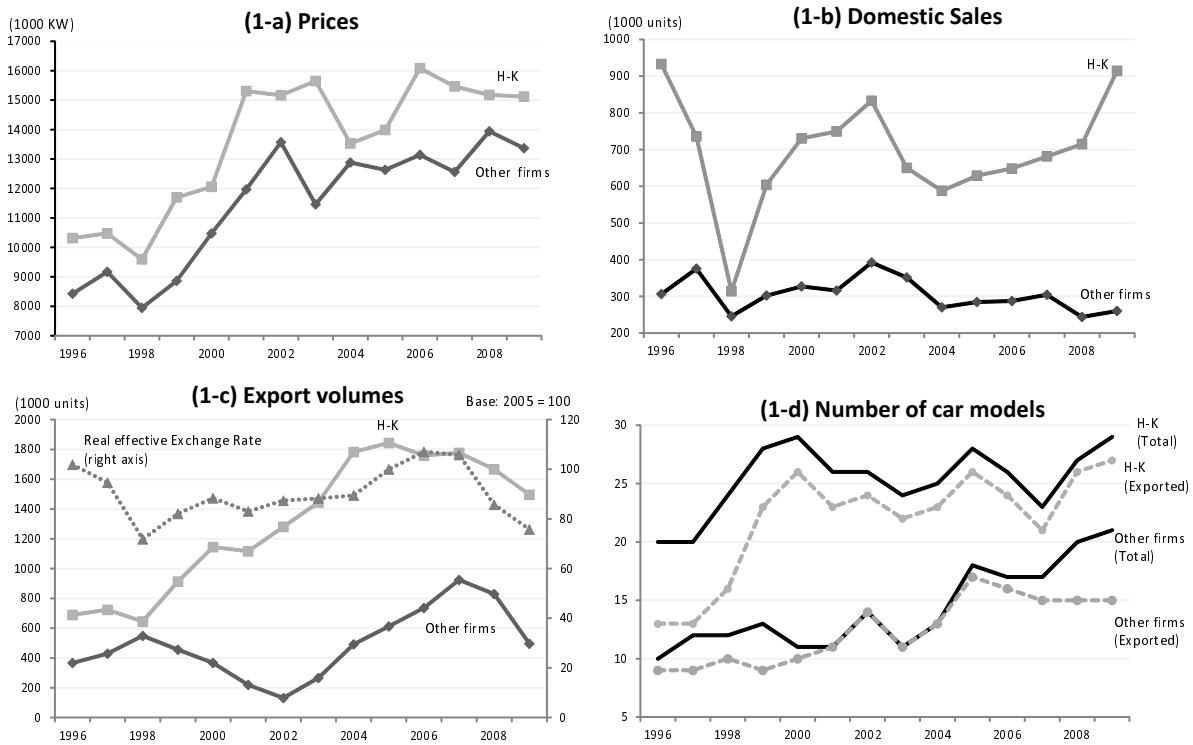 (1-a) Prices
(1000 KW)
17000
16000
15000
14000
13000
12000
11000
10000
9000
8000
7000
H-K
Other firms
1996 1998 2000 2002 2004 2006 2008
(1-b) Domestic Sales
(1000 units)
1000
900
800
700
600
500
400
300
200
H-K
Other firms
1996 1998 2000 2002 2004 2006 2008
(1-c) Export volumes
(1000 units)
Base: 2005 = 100
2000
1800
1600
1400
1200
1000
800
600
400
200
0
120
100
80
60
40
20
0
H-K
Real effective Exchange Rate
(right axis)
Other firms
1996 1998 2000 2002 2004 2006 2008
(1-d) Number of car models
30
25
20
15
10
5
H-K
(Total)
H-K
(Exported)
Other firms
(Total)
Other firms
(Exported)
1996 1998 2000 2002 2004 2006 2008